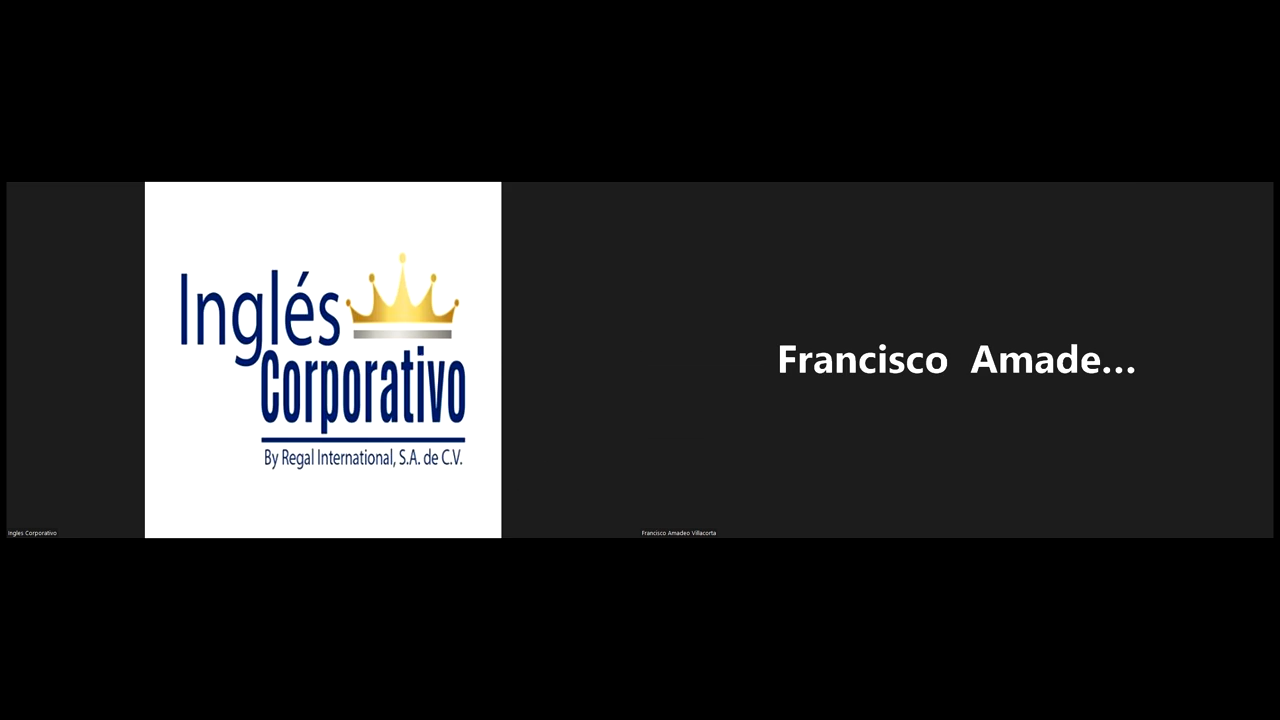 Inglés
Corporativo
By Regal International, S.A. de C.V.
Francisco Amade...
Ingles Corporativo
Francisco Amadeo Villacorta